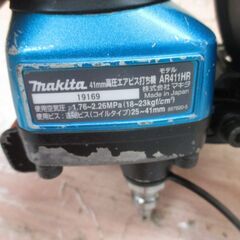 makita
モデル
41mm高圧エアビス打ち機 AR411HR
19169
株式会社マキタ
Made in Japan
使用空気圧 1.76~2.26MPa(18~23kgf/cm²)
使用ビス:連結ビス(コイルタイプ)25~41mm